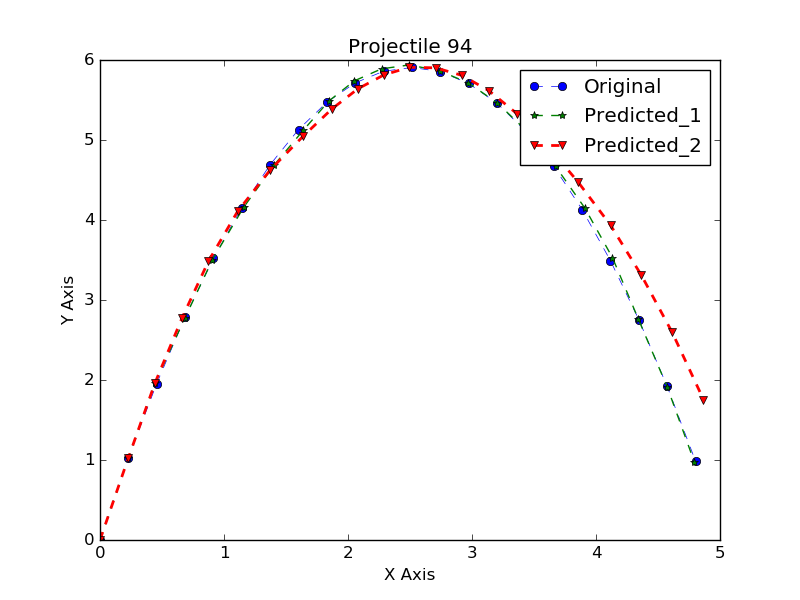 Projectile 94
6
5
4
3
2
1
0
Y Axis
Original
Predicted_1
Predicted_2
0 1 2 3 4 5
X Axis